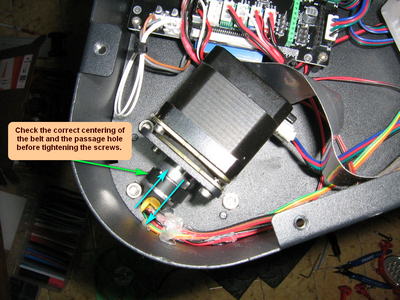 Check the correct centering of
the belt and the passage hole
before tightening the screws.